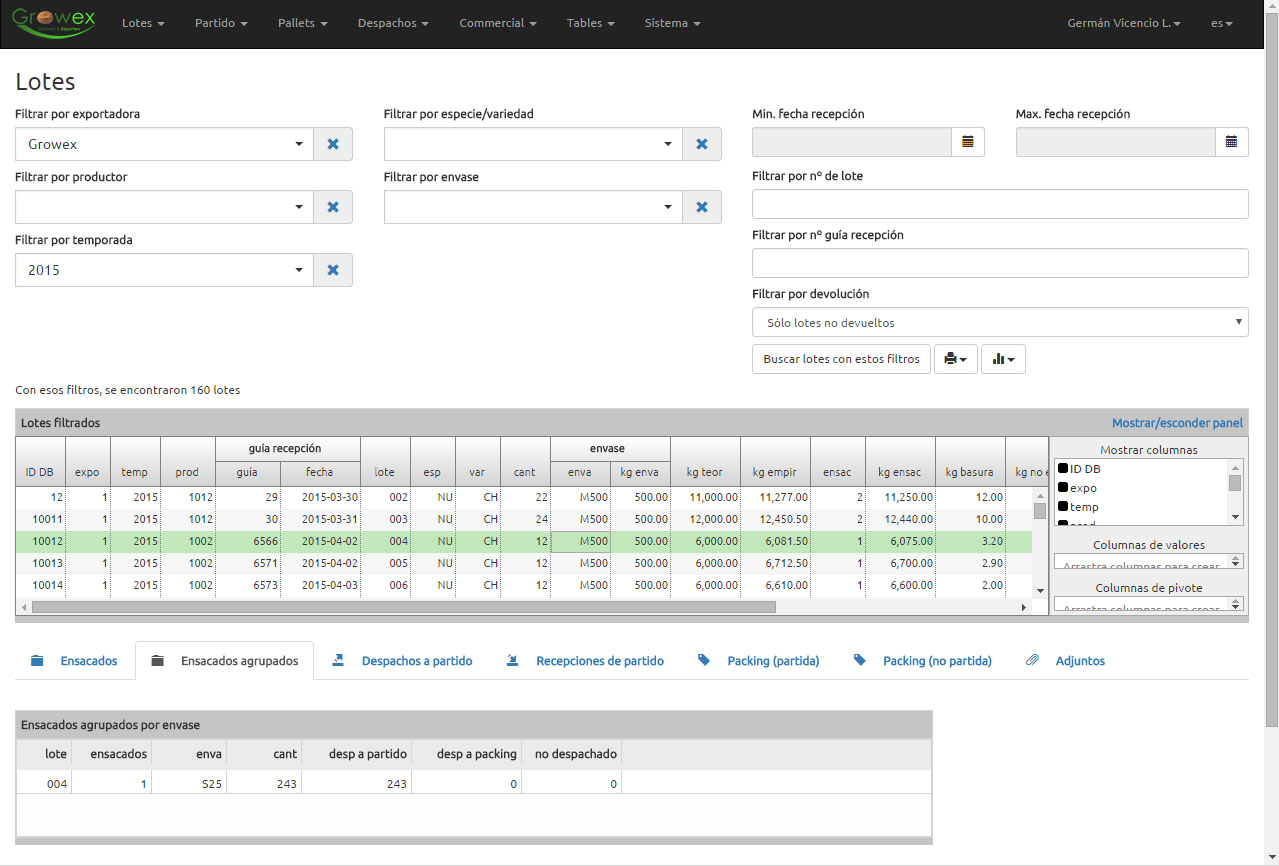 Growex
Growers & Exporters
Lotes Partido Pallets Despachos Commercial Tables Sistema Germán Vicencio L. es
Lotes
Filtrar por exportadora Filtrar por especie/variedad Min. fecha recepción Max. fecha recepción
Growex
Filtrar por productor Filtrar por envase Filtrar por nº de lote
Filtrar por temporada Filtrar por nº guía recepción
2015
Filtrar por devolución
Sólo lotes no devueltos
Buscar lotes con estos filtros
Con esos filtros, se encontraron 160 lotes
Lotes filtrados Mostrar/esconder panel
guía recepción envase
ID DB expo temp prod guía fecha lote esp var cant enva kg enva kg teor kg empir ensac kg ensac kg basura kg no e
12 1 2015 1012 29 2015-03-30 002 NU CH 22 M500 500.00 11,000.00 11,277.00 2 11,250.00 12.00
10011 1 2015 1012 30 2015-03-31 003 NU CH 24 M500 500.00 12,000.00 12,450.50 2 12,440.00 10.00
10012 1 2015 1002 6566 2015-04-02 004 NU CH 12 M500 500.00 6,000.00 6,081.50 1 6,075.00 3.20
10013 1 2015 1002 6571 2015-04-02 005 NU CH 12 M500 500.00 6,000.00 6,712.50 1 6,700.00 2.90
10014 1 2015 1002 6573 2015-04-03 006 NU CH 12 M500 500.00 6,000.00 6,610.00 1 6,600.00 2.00
Mostrar columnas
ID DB
expo
temp
prod
Columnas de valores
Arrastra columnas para crear
Columnas de pivote
Arrastra columnas para crear
Ensacados Ensacados agrupados Despachos a partido Recepciones de partido Packing (partida) Packing (no partida) Adjuntos
Ensacados agrupados por envase
lote ensacados enva cant desp a partido desp a packing no despachado
004 1 S25 243 243 0 0